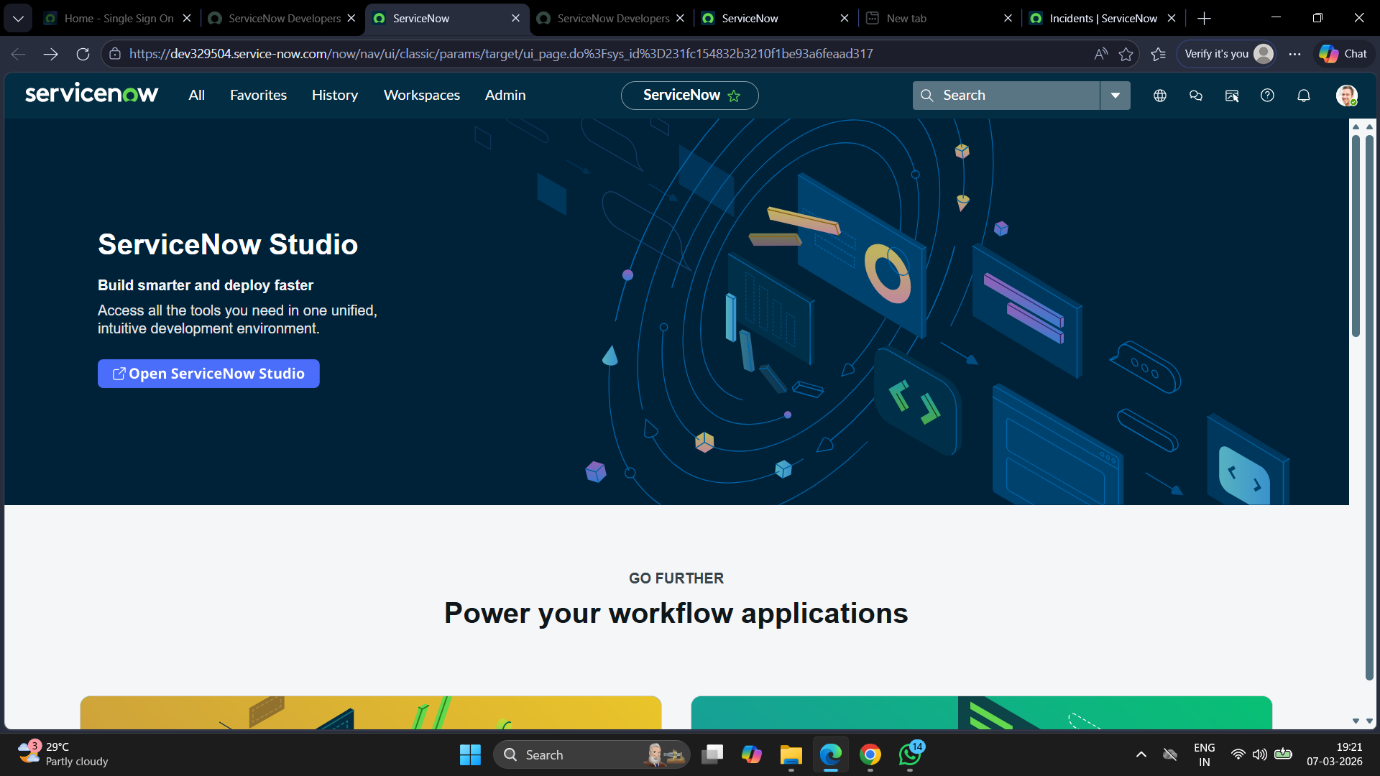 Home - Single Sign On
ServiceNow Developers
ServiceNow
ServiceNow Developers
ServiceNow
New tab
Incidents | ServiceNow
https://dev329504.service-now.com/now/nav/ui/classic/params/target/ui_page.do%3Fsys_id%3D231fc154832b3210f1be93a6feaad317
Verify it's you
Chat
servicenow
All
Favorites
History
Workspaces
Admin
ServiceNow
Search
ServiceNow Studio
Build smarter and deploy faster
Access all the tools you need in one unified,
intuitive development environment.
Open ServiceNow Studio
GO FURTHER
Power your workflow applications
3
29°C
Partly cloudy
Search
14
ENG
IN
19:21
07-03-2026